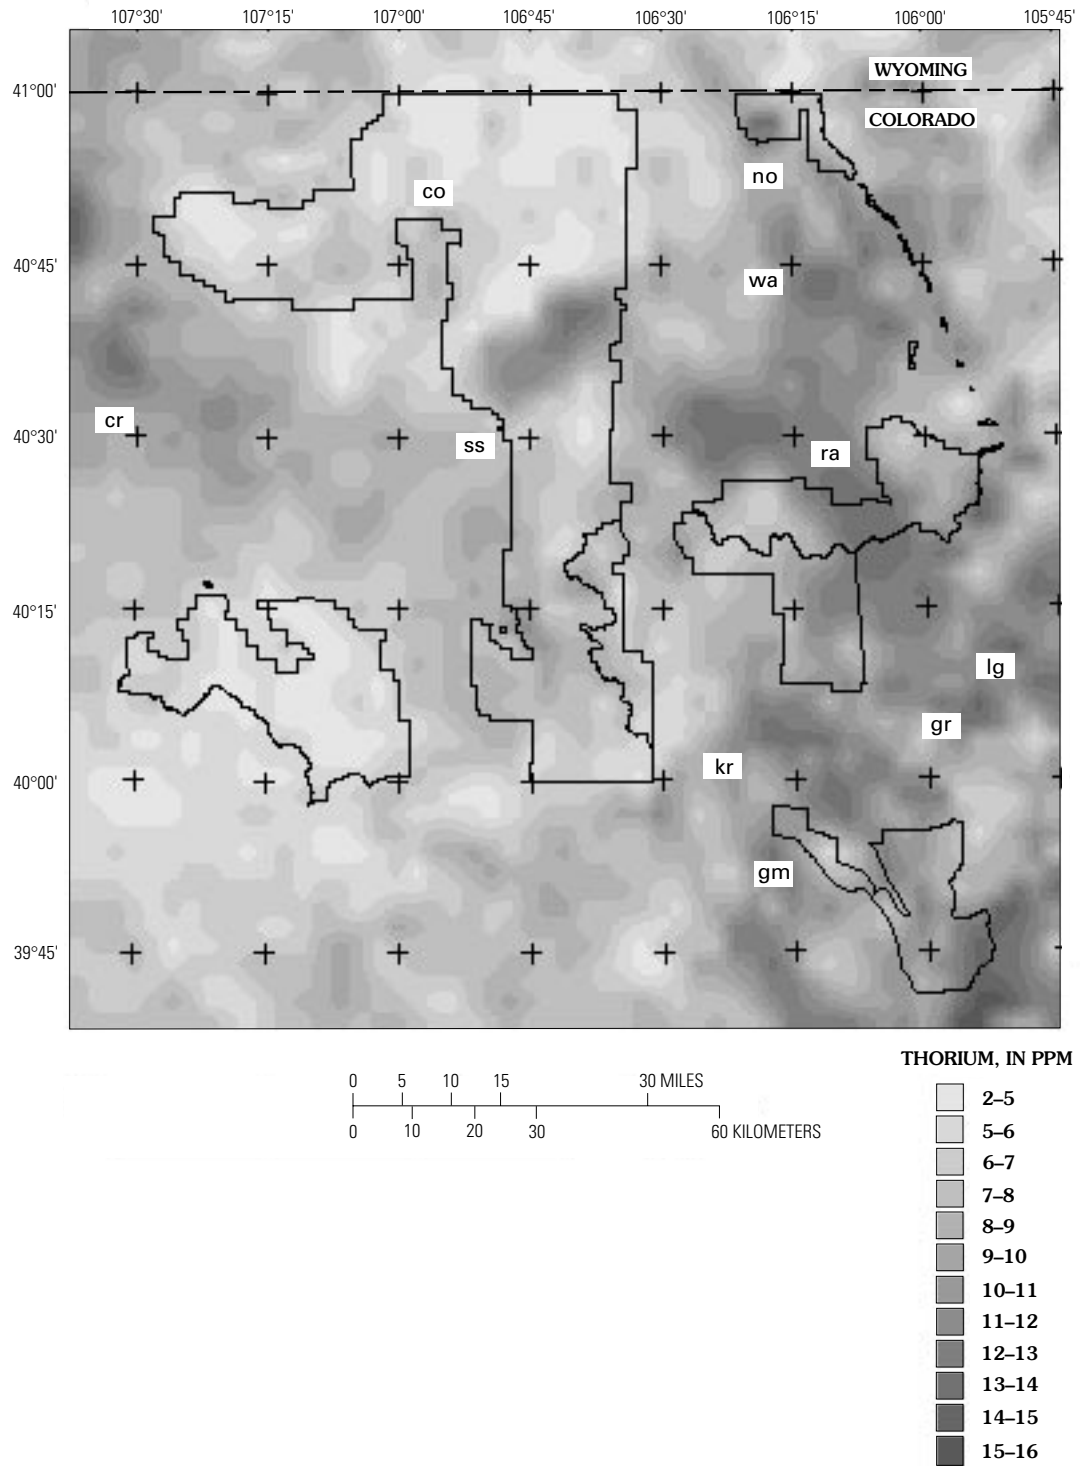 107°30' 107°15' 107°00' 106°45' 106°30' 106°15' 106°00' 105°45'
WYOMING
41°00'
COLORADO
no
co
40°45'
wa
cr
40°30'
ss
ra
40°15'
lg
gr
kr
40°00'
gm
39°45'
THORIUM, IN PPM
0 5 10 15 30 MILES
0 10 20 30 60 KILOMETERS
2–5
5–6
6–7
7–8
8–9
9–10
10–11
11–12
12–13
13–14
14–15
15–16